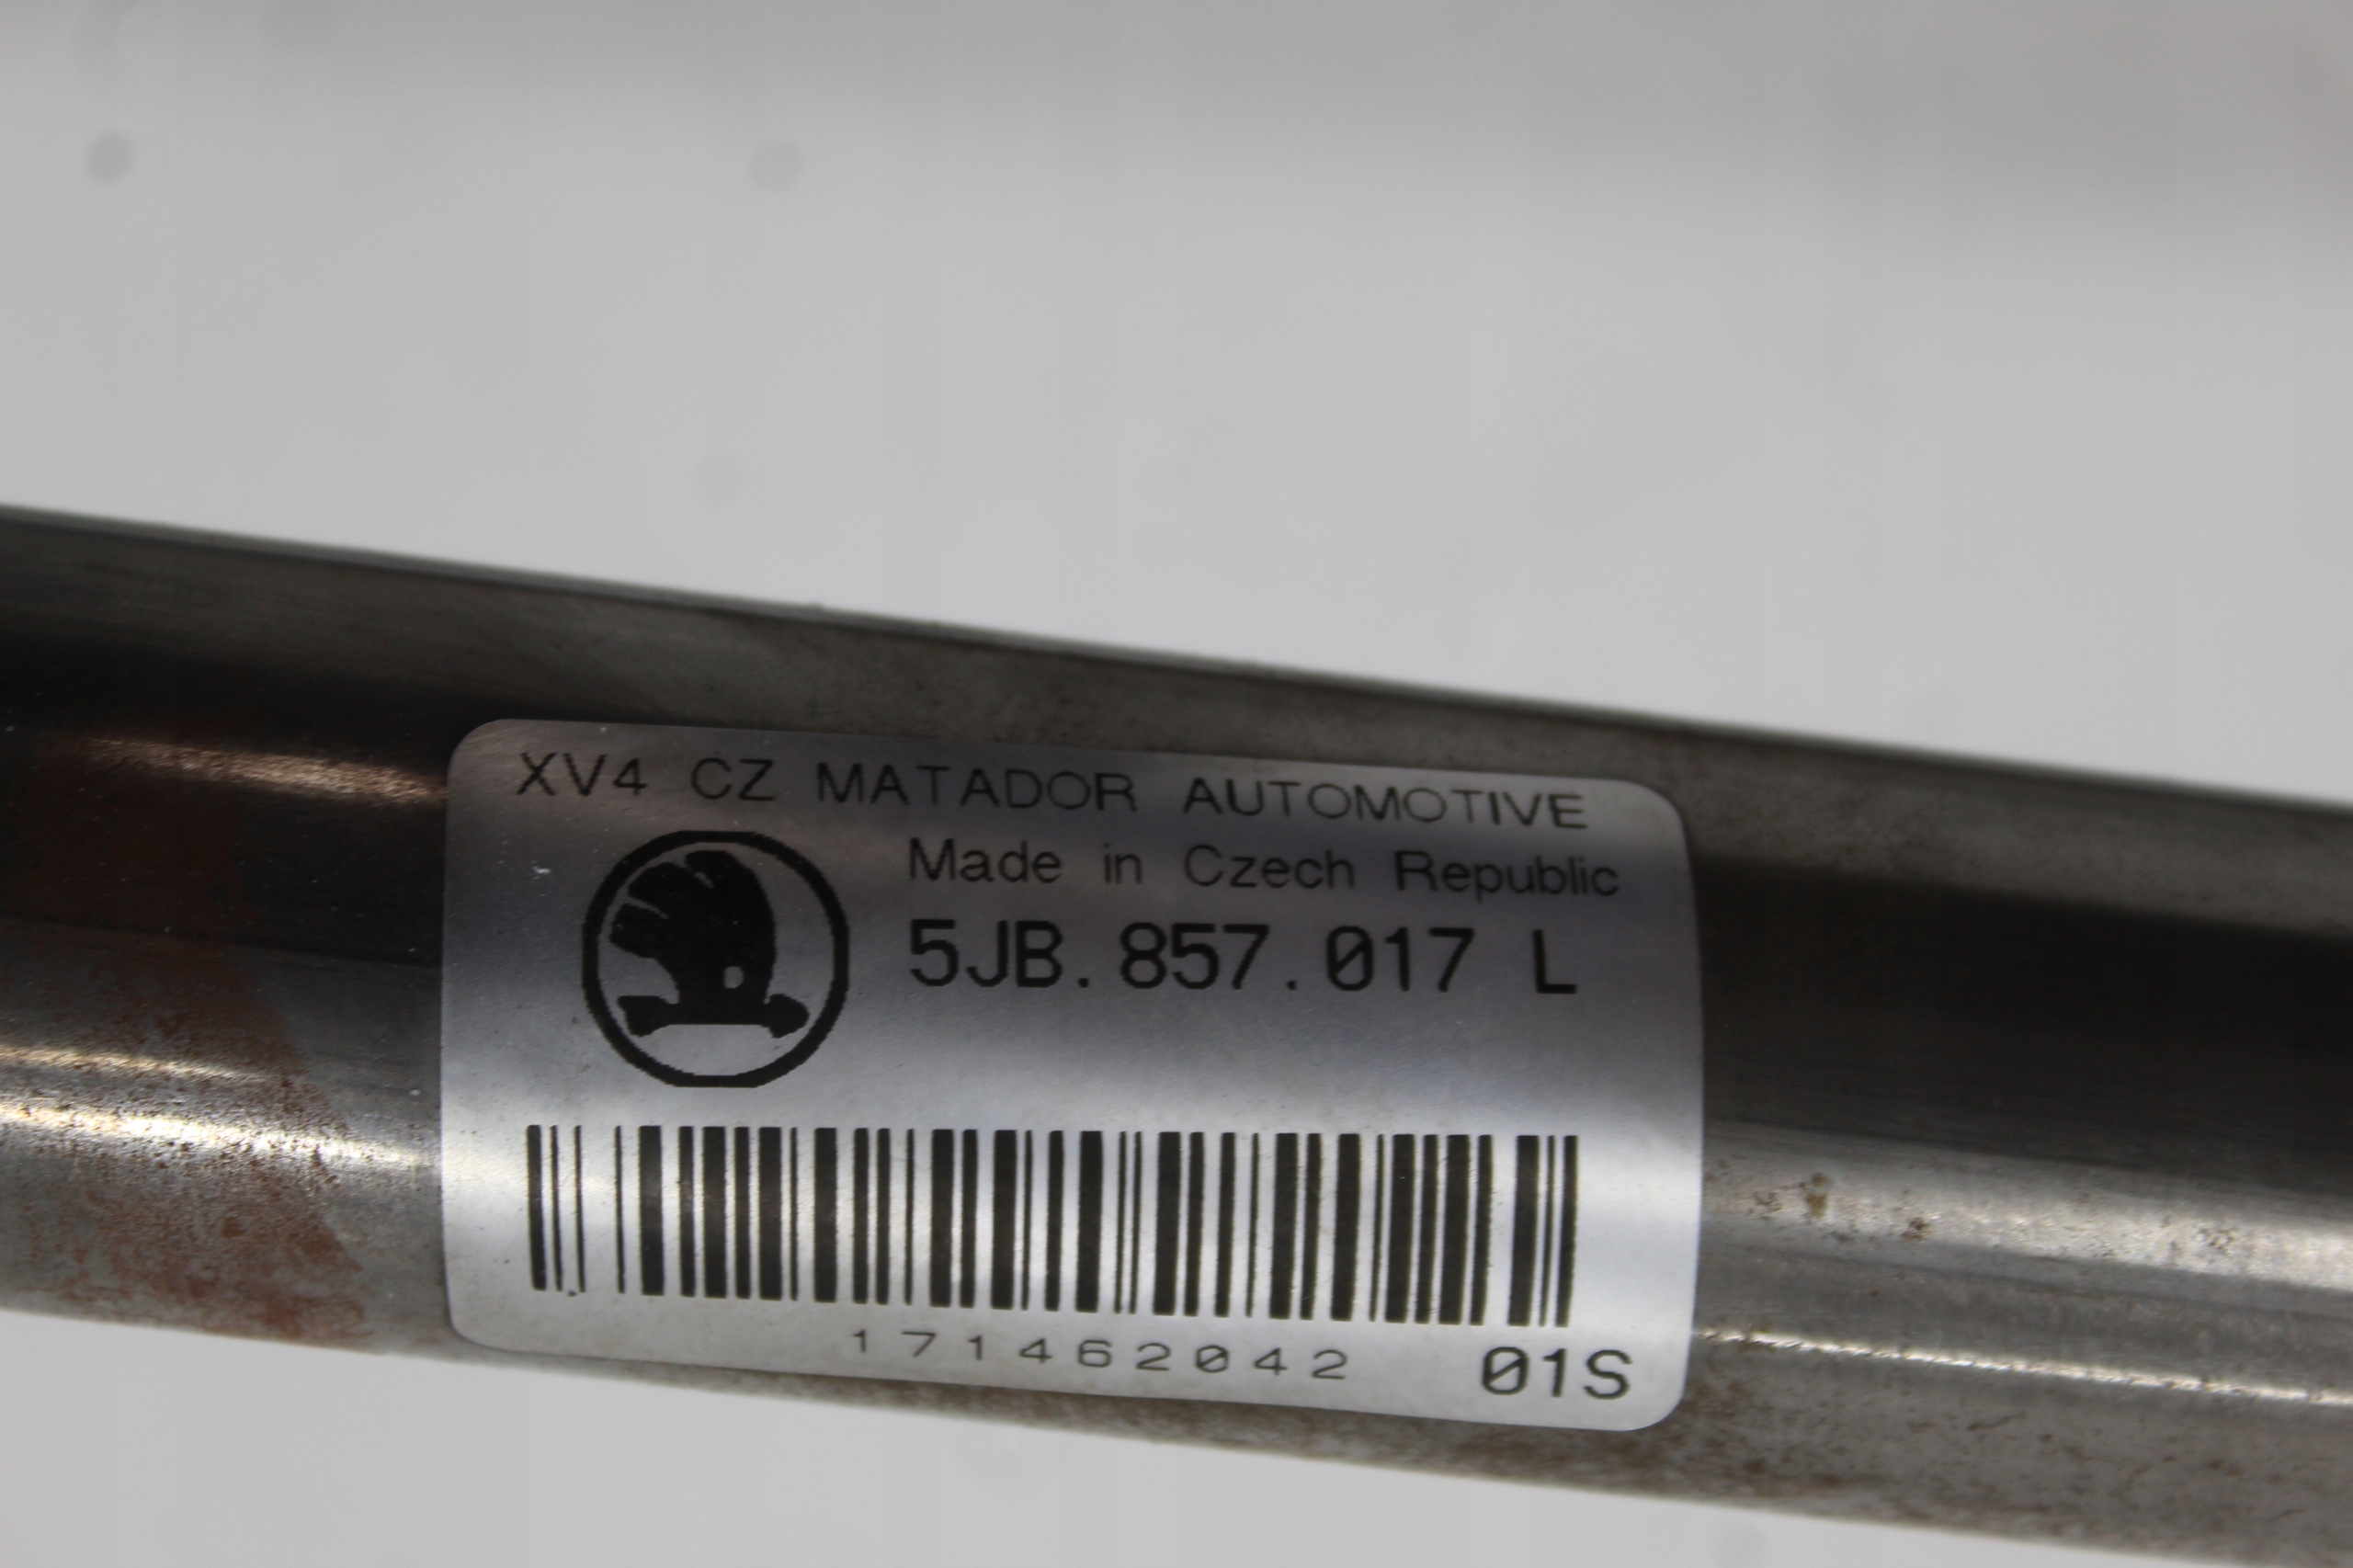 XV4 CZ MATADOR AUTOMOTIVE
Made in Czech Republic
5JB.857.017 L
171462042 01S